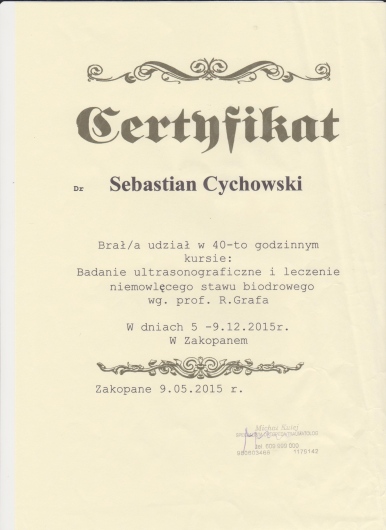 Certyfikat
Dr Sebastian Cychowski
Brał/a udział w 40-to godzinnym
kursie:
Badanie ultrasonograficzne i leczenie
niemowlęcego stawu biodrowego
wg. prof. R.Grafa
W dniach 5 -9.12.2015r.
W Zakopanem
Zakopane 9.05.2015 r.